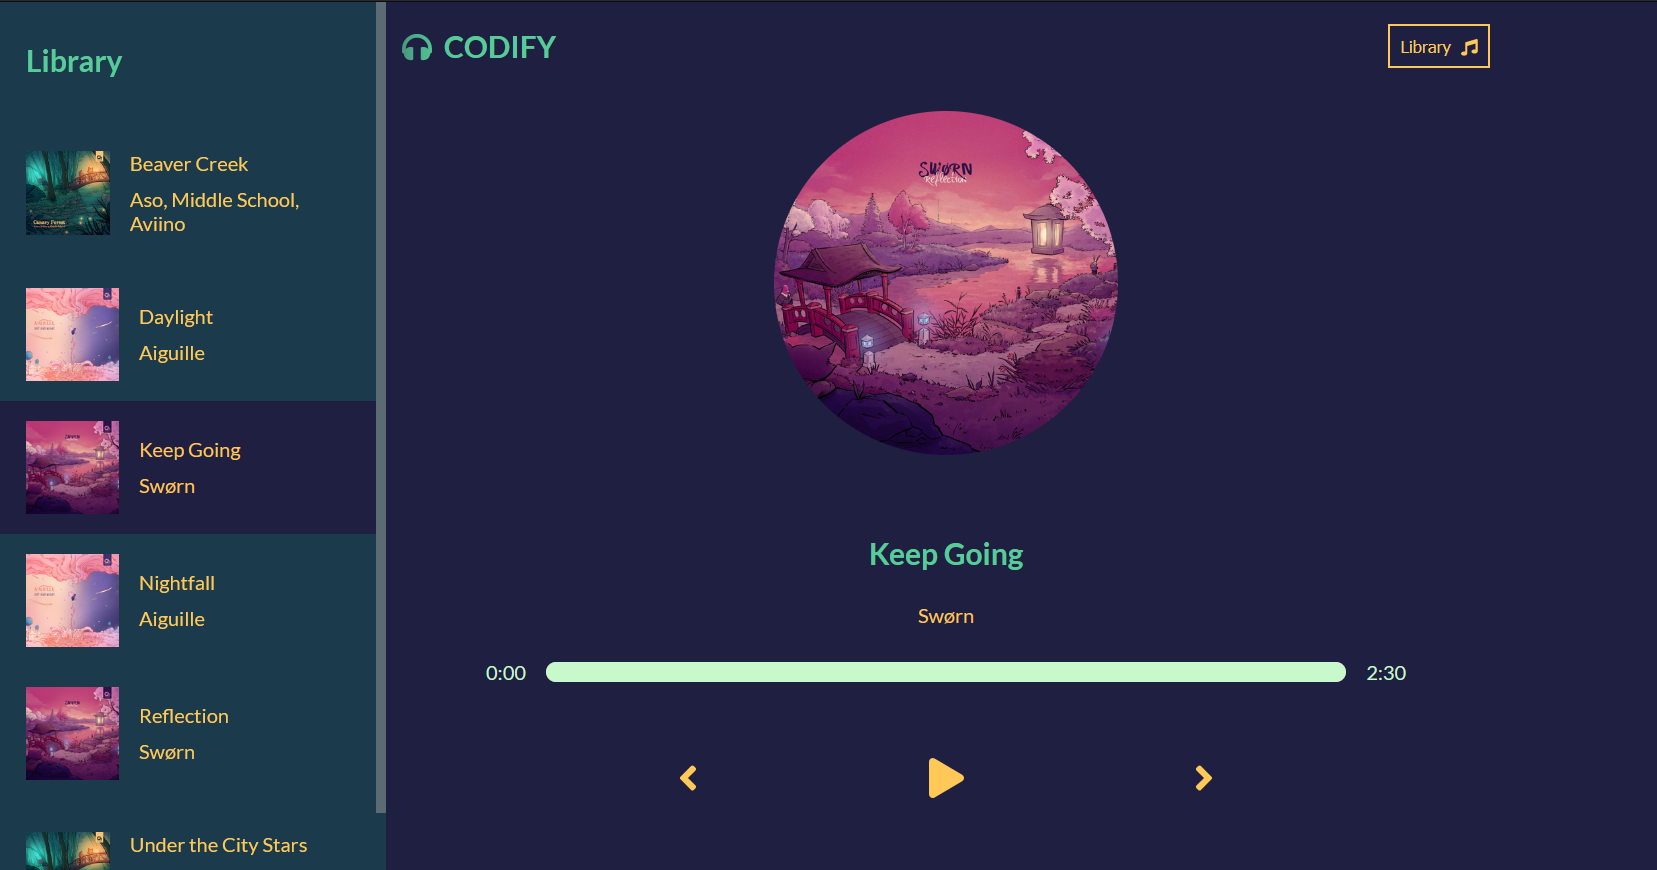 Library
Beaver Creek
Aso, Middle School,
Aviino
Daylight
Aiguille
Keep Going
Swørn
Nightfall
Aiguille
Reflection
Swørn
Under the City Stars
CODIFY
Library
SWØRN
Reflection
Keep Going
Swørn
0:00
2:30